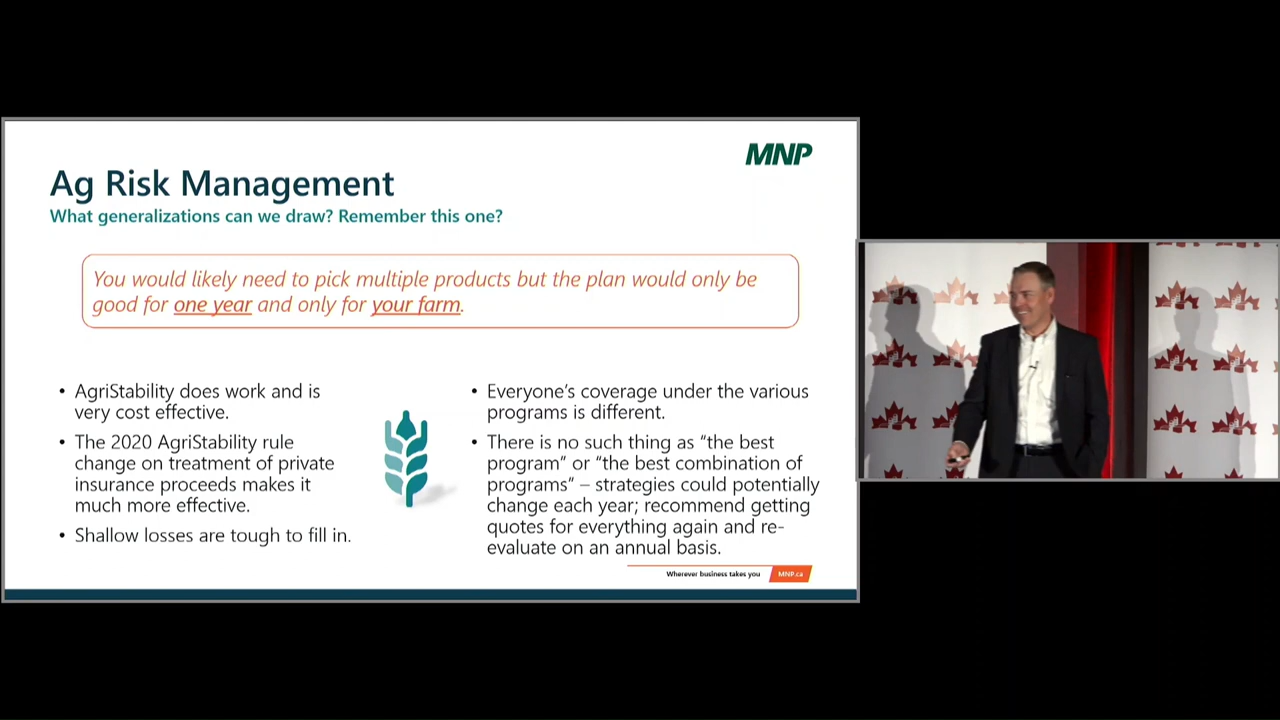 MNP
Ag Risk Management
What generalizations can we draw? Remember this one?
You would likely need to pick multiple products but the plan would only be
good for one year and only for your farm.
• AgriStability does work and is
very cost effective.
• The 2020 AgriStability rule
change on treatment of private
insurance proceeds makes it
much more effective.
• Shallow losses are tough to fill in.
• Everyone’s coverage under the various
programs is different.
• There is no such thing as “the best
program” or “the best combination of
programs” – strategies could potentially
change each year; recommend getting
quotes for everything again and re-
evaluate on an annual basis.
Wherever business takes you
MNP.ca